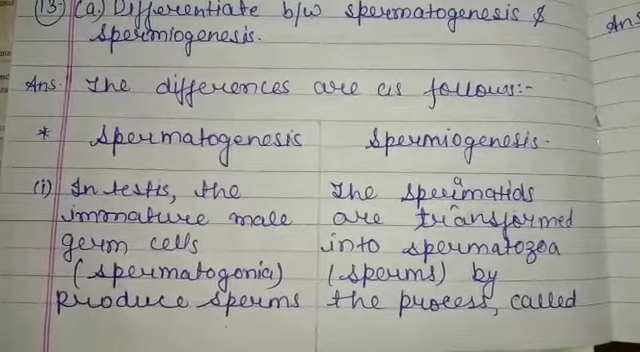 13. (a) Differentiate b/w spermatogenesis &
spermiogenesis.
Ans. The differences are as follows:-
* Spermatogenesis Spermiogenesis.
(i) In testis, the
immature male
germ cells
(spermatogonia)
produce sperms
The spermatids
are transformed
into spermatozoa
(sperms) by
the process, called
Ans